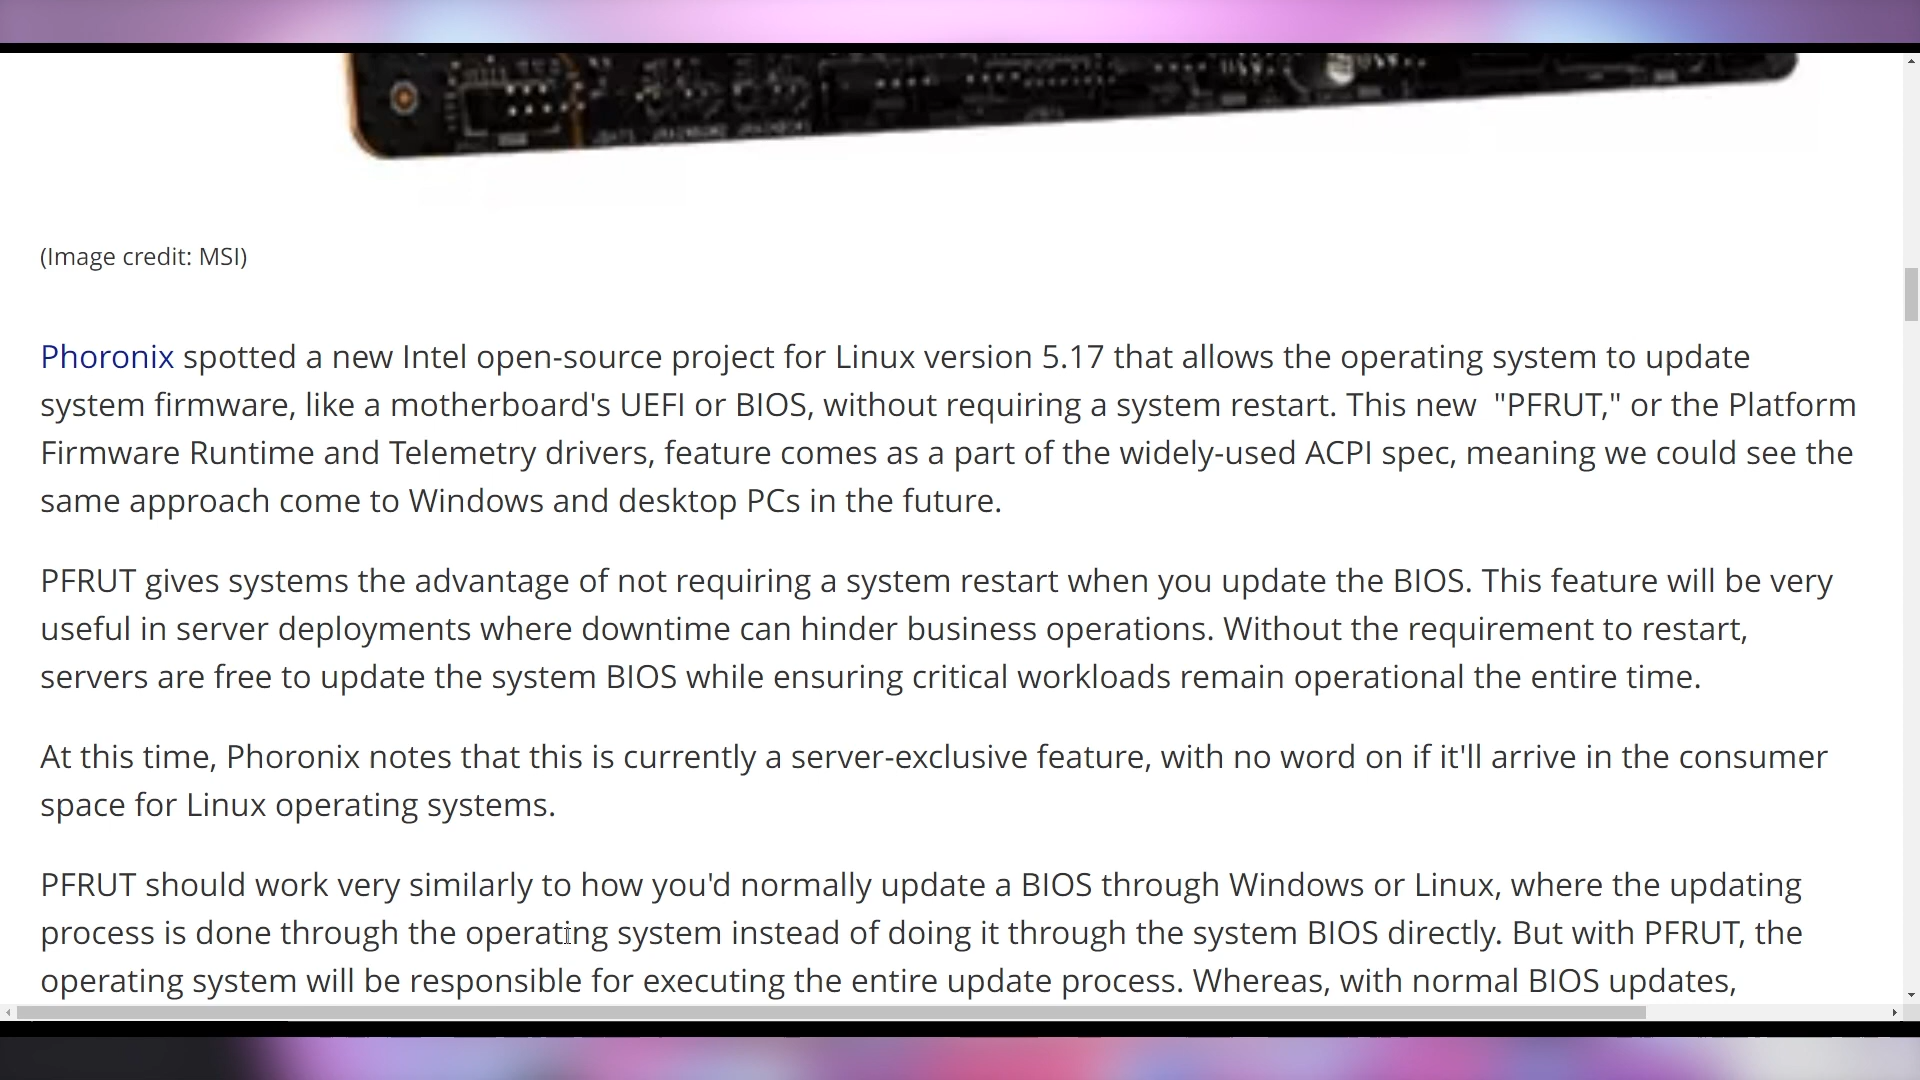 (Image credit: MSI)
Phoronix spotted a new Intel open-source project for Linux version 5.17 that allows the operating system to update
system firmware, like a motherboard's UEFI or BIOS, without requiring a system restart. This new  "PFRUT," or the Platform
Firmware Runtime and Telemetry drivers, feature comes as a part of the widely-used ACPI spec, meaning we could see the
same approach come to Windows and desktop PCs in the future.
PFRUT gives systems the advantage of not requiring a system restart when you update the BIOS. This feature will be very
useful in server deployments where downtime can hinder business operations. Without the requirement to restart,
servers are free to update the system BIOS while ensuring critical workloads remain operational the entire time.
At this time, Phoronix notes that this is currently a server-exclusive feature, with no word on if it'll arrive in the consumer
space for Linux operating systems.
PFRUT should work very similarly to how you'd normally update a BIOS through Windows or Linux, where the updating
process is done through the operating system instead of doing it through the system BIOS directly. But with PFRUT, the
operating system will be responsible for executing the entire update process. Whereas, with normal BIOS updates,